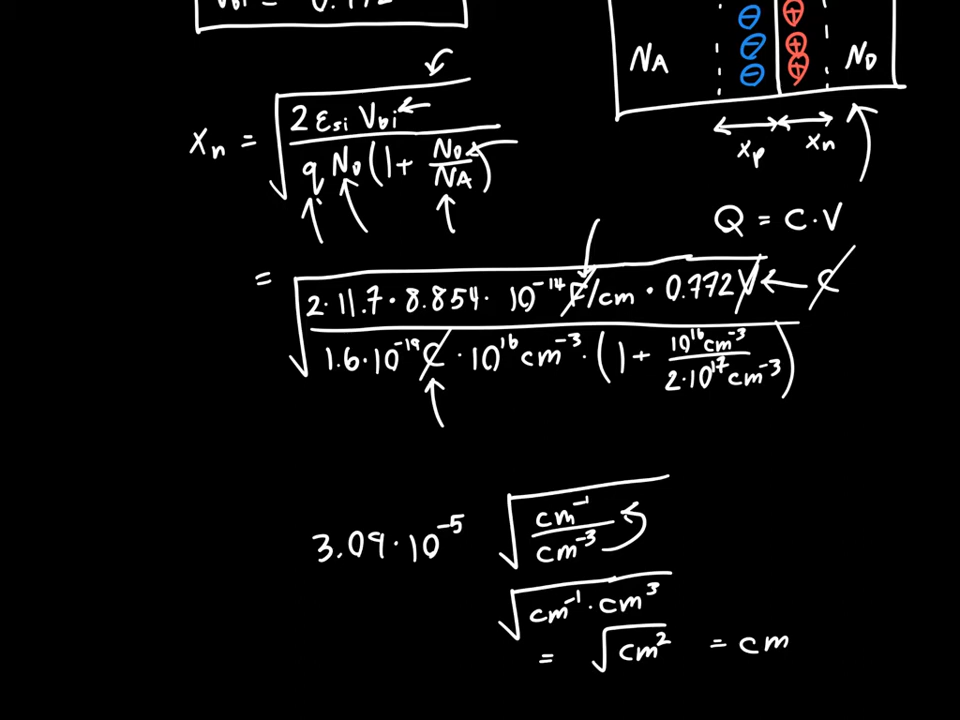 Vbi = 0.772
⊖ ⊕
⊖ ⊕
⊖ ⊕
NA ND
xn = √(2 εsi Vbi / q ND (1 + ND/NA))
xp xn
Q = C·V
= √(2·11.7·8.854·10^-14 F/cm · 0.772 V / 1.6·10^-19 C · 10^16 cm^-3 · (1 + 10^16 cm^-3 / 2·10^17 cm^-3)) ← C
3.09·10^-5 √(cm^-1 / cm^-3)
√(cm^-1 · cm^3)
= √(cm^2) = cm